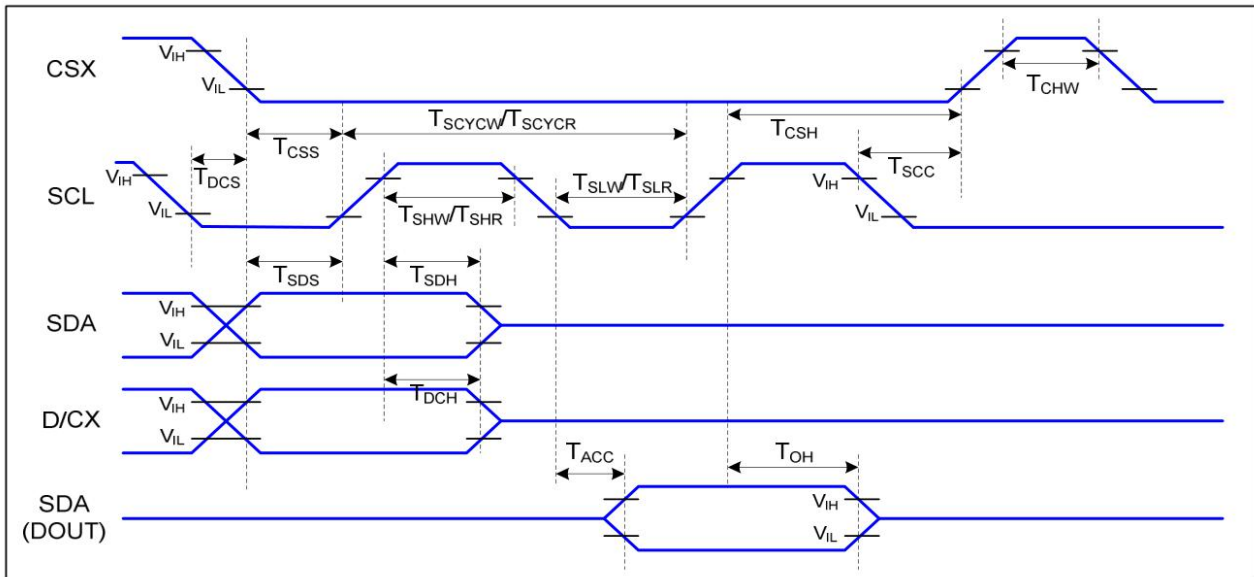 CSX
VIH
VIL
TCHW
TSCYCW/TSCYCR
TCSS
TCSH
TDCS
TSCC
SCL
VIH
VIL
TSHW/TSHR
TSLW/TSLR
VIH
VIL
TSDS
TSDH
SDA
VIH
VIL
TDCH
D/CX
VIH
VIL
TACC
TOH
SDA
(DOUT)
VIH
VIL